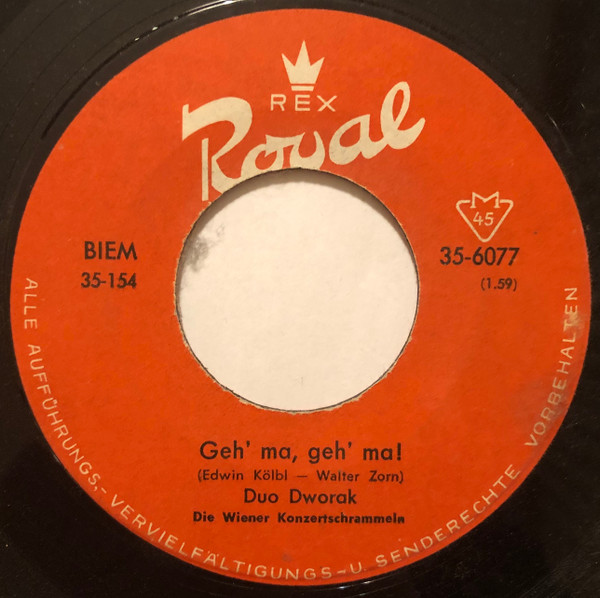 REX
Royal
M
45
BIEM
35-154
35-6077
(1.59)
Geh' ma, geh' ma!
(Edwin Kölbl — Walter Zorn)
Duo Dworak
Die Wiener Konzertschrammeln
ALLE AUFFÜHRUNGS,- VERVIELFÄLTIGUNGS- U. SENDERECHTE VORBEHALTEN